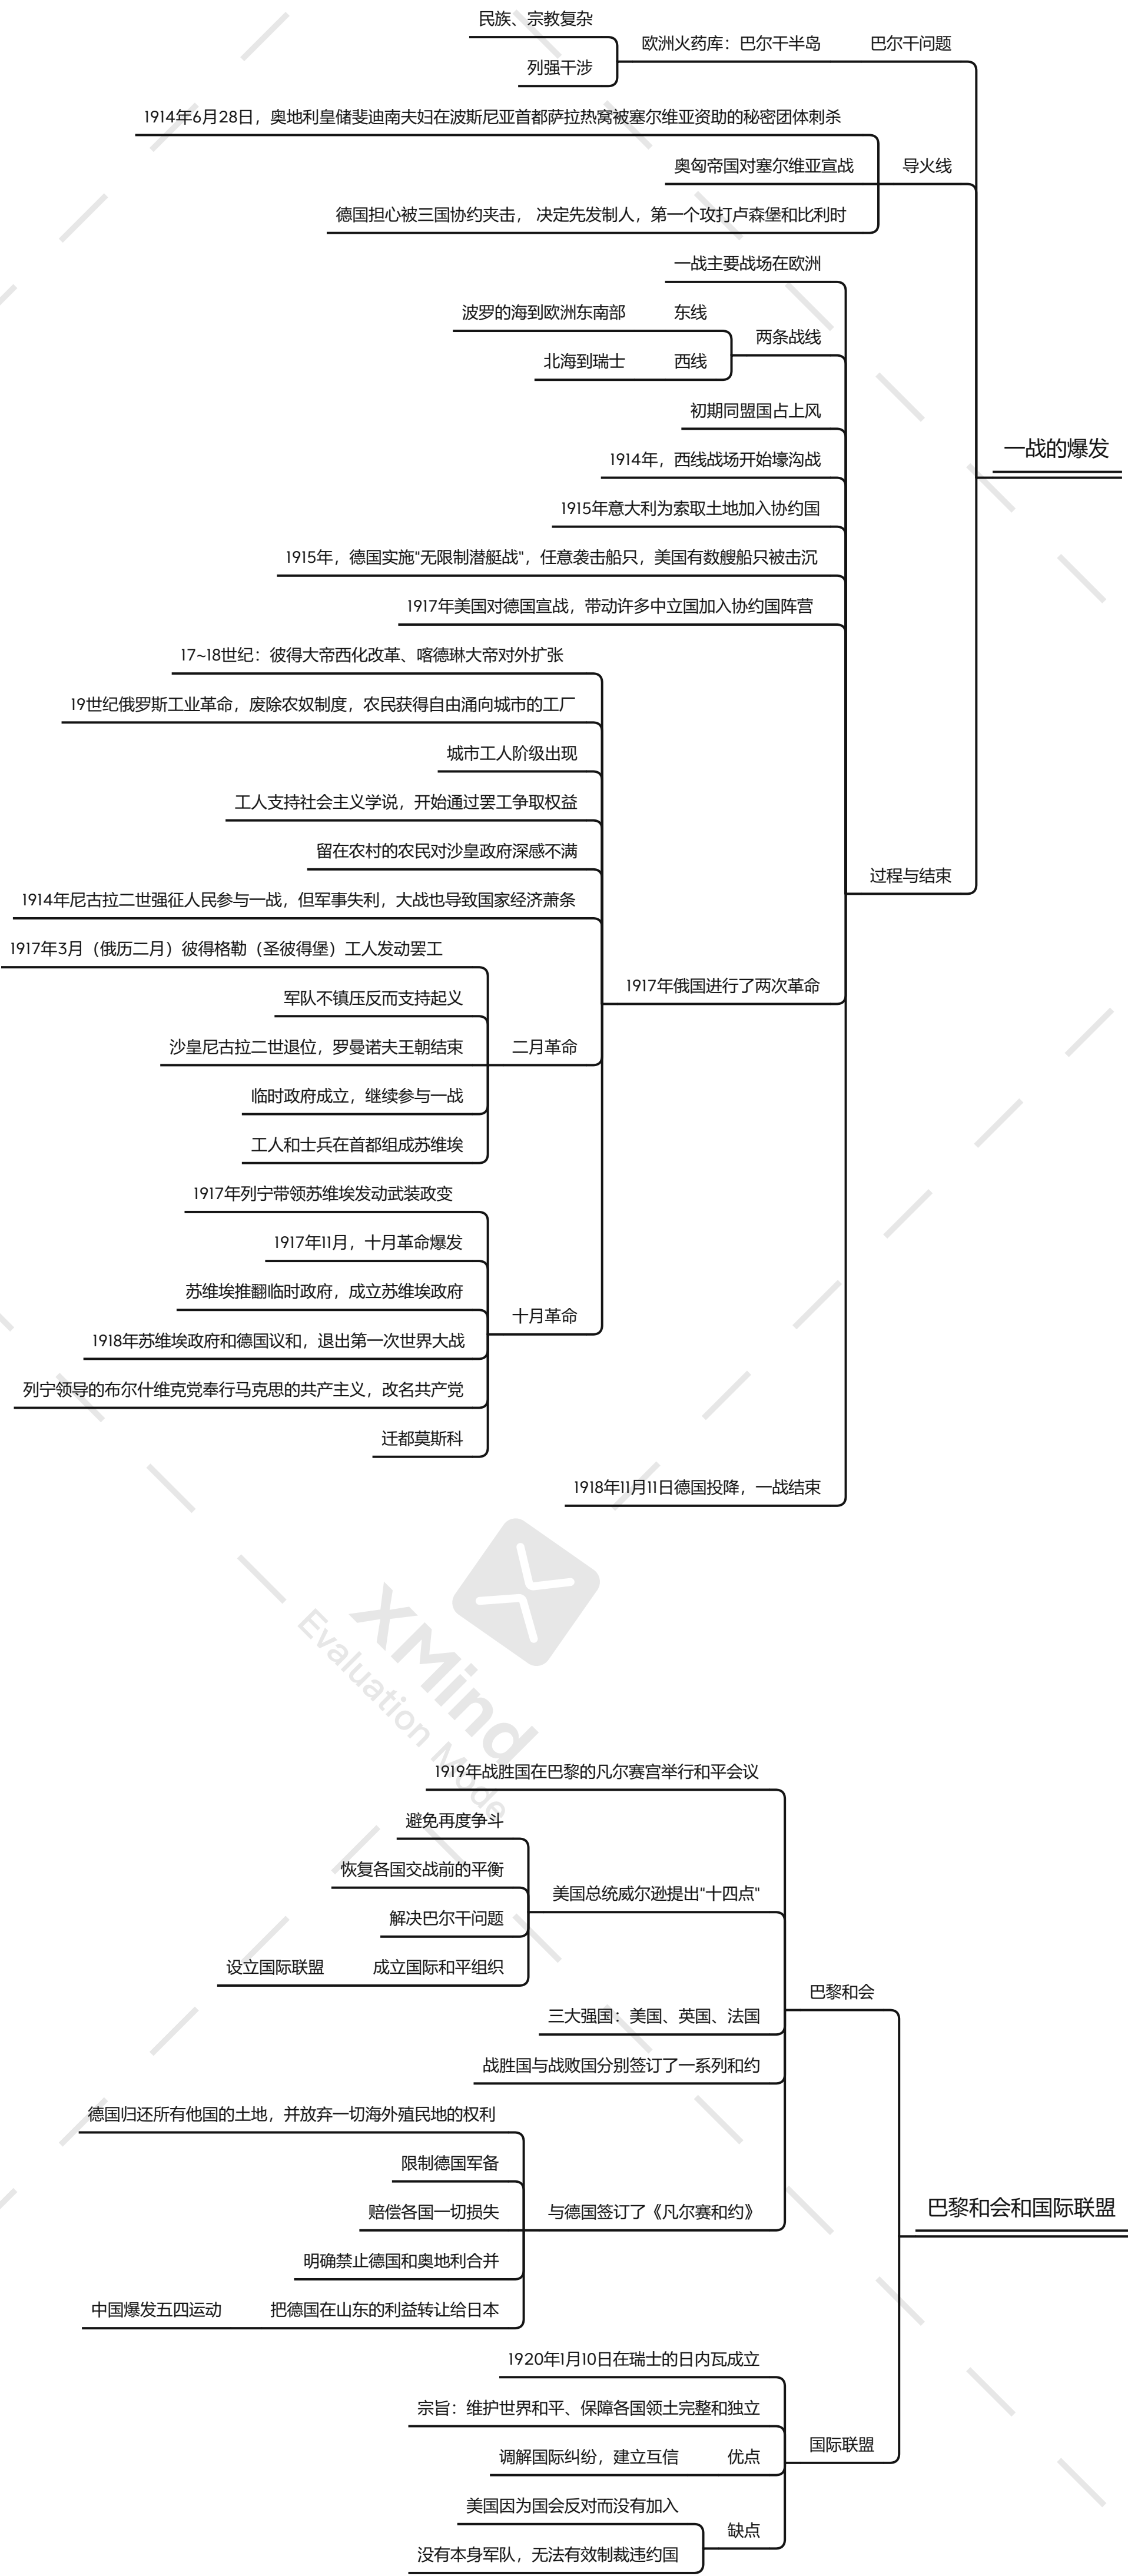 民族、宗教复杂
欧洲火药库：巴尔干半岛 巴尔干问题
列强干涉
1914年6月28日，奥地利皇储斐迪南夫妇在波斯尼亚首都萨拉热窝被塞尔维亚资助的秘密团体刺杀
奥匈帝国对塞尔维亚宣战 导火线
德国担心被三国协约夹击， 决定先发制人，第一个攻打卢森堡和比利时
一战主要战场在欧洲
波罗的海到欧洲东南部 东线
两条战线
北海到瑞士 西线
初期同盟国占上风
一战的爆发
1914年，西线战场开始壕沟战
1915年意大利为索取土地加入协约国
1915年，德国实施"无限制潜艇战"，任意袭击船只，美国有数艘船只被击沉
1917年美国对德国宣战，带动许多中立国加入协约国阵营
17~18世纪：彼得大帝西化改革、喀德琳大帝对外扩张
19世纪俄罗斯工业革命，废除农奴制度，农民获得自由涌向城市的工厂
城市工人阶级出现
工人支持社会主义学说，开始通过罢工争取权益
留在农村的农民对沙皇政府深感不满
过程与结束
1914年尼古拉二世强征人民参与一战，但军事失利，大战也导致国家经济萧条
1917年3月（俄历二月）彼得格勒（圣彼得堡）工人发动罢工
1917年俄国进行了两次革命
军队不镇压反而支持起义
沙皇尼古拉二世退位，罗曼诺夫王朝结束 二月革命
临时政府成立，继续参与一战
工人和士兵在首都组成苏维埃
1917年列宁带领苏维埃发动武装政变
1917年11月，十月革命爆发
苏维埃推翻临时政府，成立苏维埃政府
十月革命
1918年苏维埃政府和德国议和，退出第一次世界大战
列宁领导的布尔什维克党奉行马克思的共产主义，改名共产党
迁都莫斯科
1918年11月11日德国投降，一战结束
XMind
Evaluation Mode
1919年战胜国在巴黎的凡尔赛宫举行和平会议
避免再度争斗
恢复各国交战前的平衡
美国总统威尔逊提出"十四点"
解决巴尔干问题
设立国际联盟 成立国际和平组织
巴黎和会
三大强国：美国、英国、法国
战胜国与战败国分别签订了一系列和约
德国归还所有他国的土地，并放弃一切海外殖民地的权利
限制德国军备
赔偿各国一切损失 与德国签订了《凡尔赛和约》
巴黎和会和国际联盟
明确禁止德国和奥地利合并
中国爆发五四运动 把德国在山东的利益转让给日本
1920年1月10日在瑞士的日内瓦成立
宗旨：维护世界和平、保障各国领土完整和独立
国际联盟
调解国际纠纷，建立互信 优点
美国因为国会反对而没有加入
缺点
没有本身军队，无法有效制裁违约国